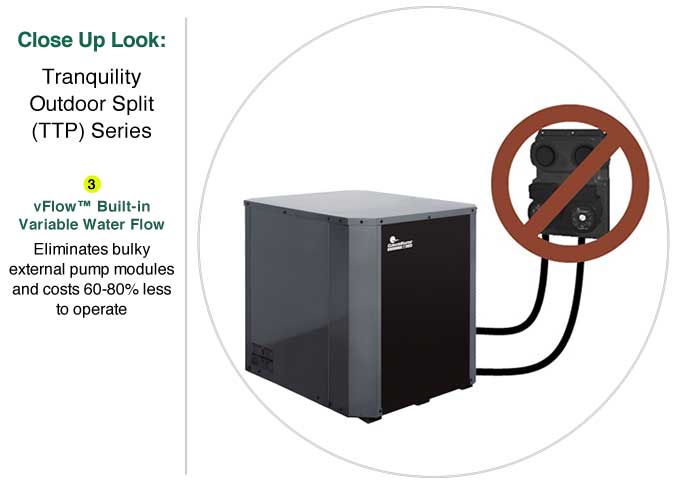 Close Up Look:
Tranquility
Outdoor Split
(TTP) Series
3
vFlow™ Built-in
Variable Water Flow
Eliminates bulky
external pump modules
and costs 60-80% less
to operate
ClimateMaster